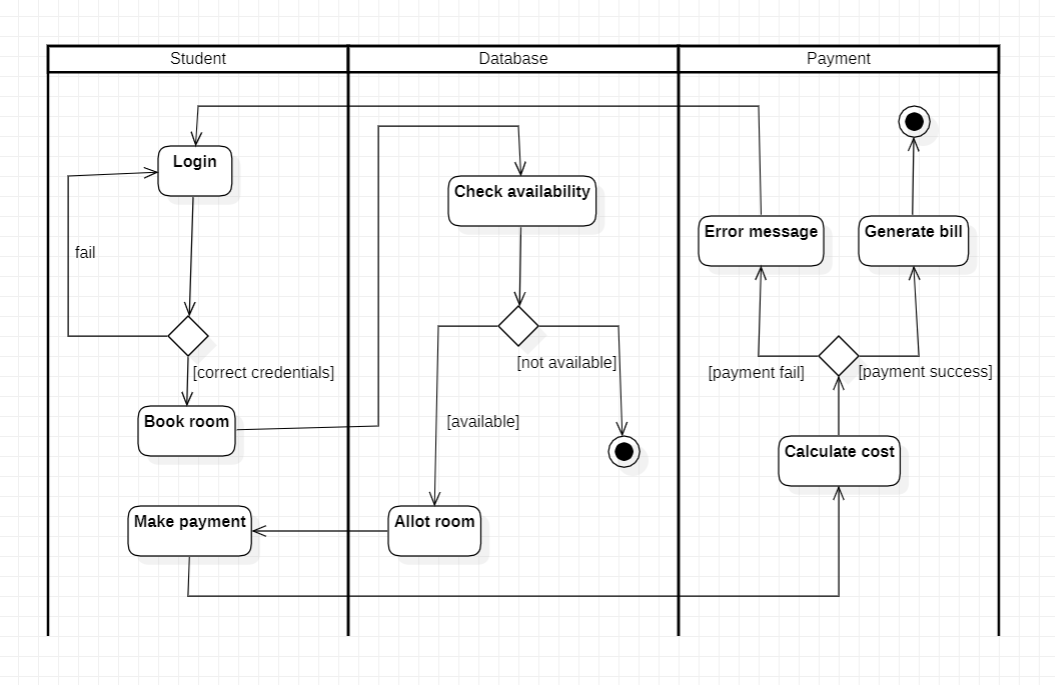 Student
Database
Payment
Login
Check availability
Error message
Generate bill
fail
[not available]
[correct credentials]
[payment fail]
[payment success]
Book room
[available]
Calculate cost
Make payment
Allot room